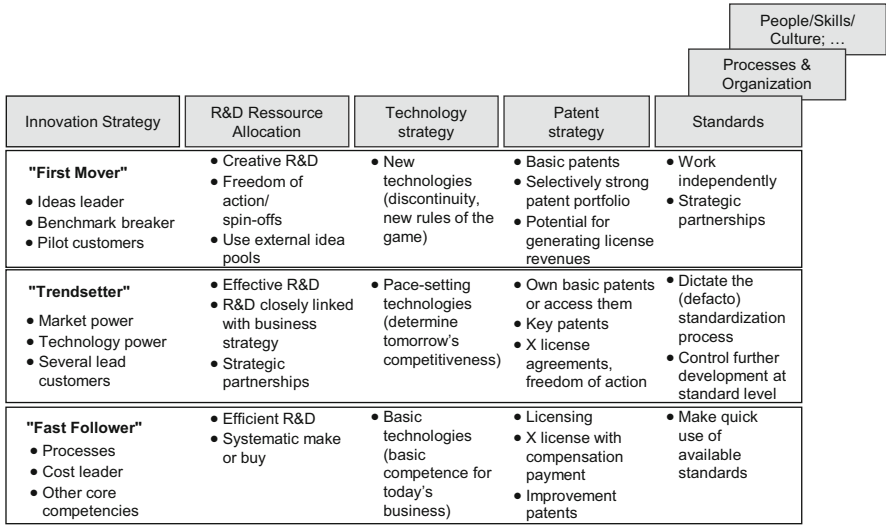 People/Skills/
Culture; …
Processes &
Organization
Innovation Strategy
R&D Ressource
Allocation
Technology
strategy
Patent
strategy
Standards
"First Mover"
• Ideas leader
• Benchmark breaker
• Pilot customers
• Creative R&D
• Freedom of
action/
spin-offs
• Use external idea
pools
• New
technologies
(discontinuity,
new rules of the
game)
• Basic patents
• Selectively strong
patent portfolio
• Potential for
generating license
revenues
• Work
independently
• Strategic
partnerships
"Trendsetter"
• Market power
• Technology power
• Several lead
customers
• Effective R&D
• R&D closely linked
with business
strategy
• Strategic
partnerships
• Pace-setting
technologies
(determine
tomorrow's
competitiveness)
• Own basic patents
or access them
• Key patents
• X license
agreements,
freedom of action
• Dictate the
(defacto)
standardization
process
• Control further
development at
standard level
"Fast Follower"
• Processes
• Cost leader
• Other core
competencies
• Efficient R&D
• Systematic make
or buy
• Basic
technologies
(basic
competence for
today's
business)
• Licensing
• X license with
compensation
payment
• Improvement
patents
• Make quick
use of
available
standards